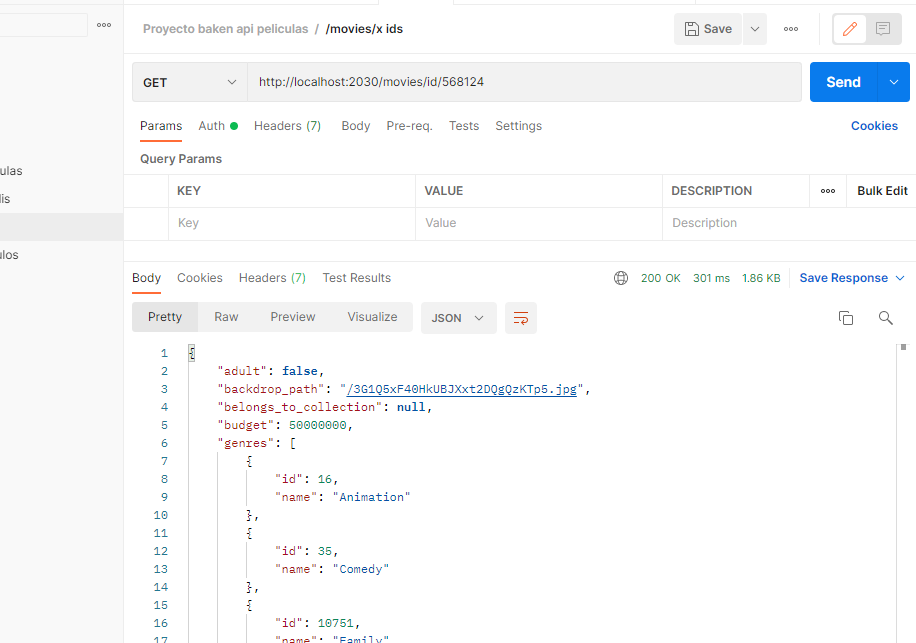 Proyecto baken api peliculas / /movies/x ids
Save
GET
http://localhost:2030/movies/id/568124
Send
Params Auth Headers (7) Body Pre-req. Tests Settings Cookies
Query Params
KEY VALUE DESCRIPTION Bulk Edit
Key Value Description
ulas
lis
ulos
Body Cookies Headers (7) Test Results 200 OK 301 ms 1.86 KB Save Response
Pretty Raw Preview Visualize JSON
1 {
2 "adult": false,
3 "backdrop_path": "/3G1Q5xF40HkUBJXxt2DQgQzKTp5.jpg",
4 "belongs_to_collection": null,
5 "budget": 50000000,
6 "genres": [
7 {
8 "id": 16,
9 "name": "Animation"
10 },
11 {
12 "id": 35,
13 "name": "Comedy"
14 },
15 {
16 "id": 10751,
17 "name": "Family"